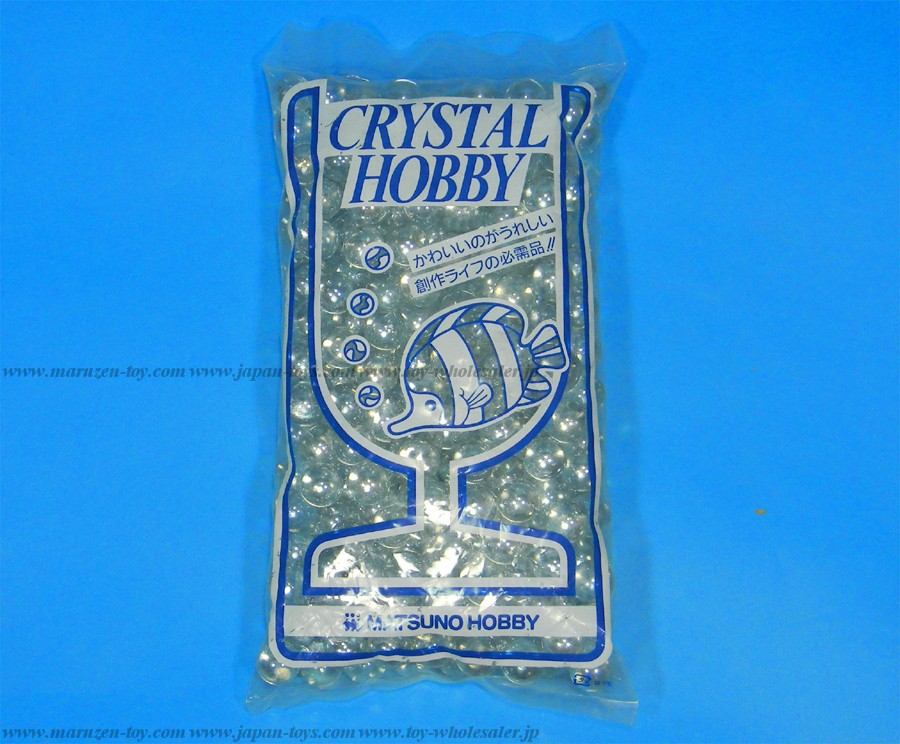 CRYSTAL
HOBBY
かわいいのがうれしい
創作ライフの必需品!!
www.maruzen-toy.com www.japan-toys.com www.toy-wholesaler.jp
MATSUNO HOBBY
www.maruzen-toy.com www.japan-toys.com www.toy-wholesaler.jp